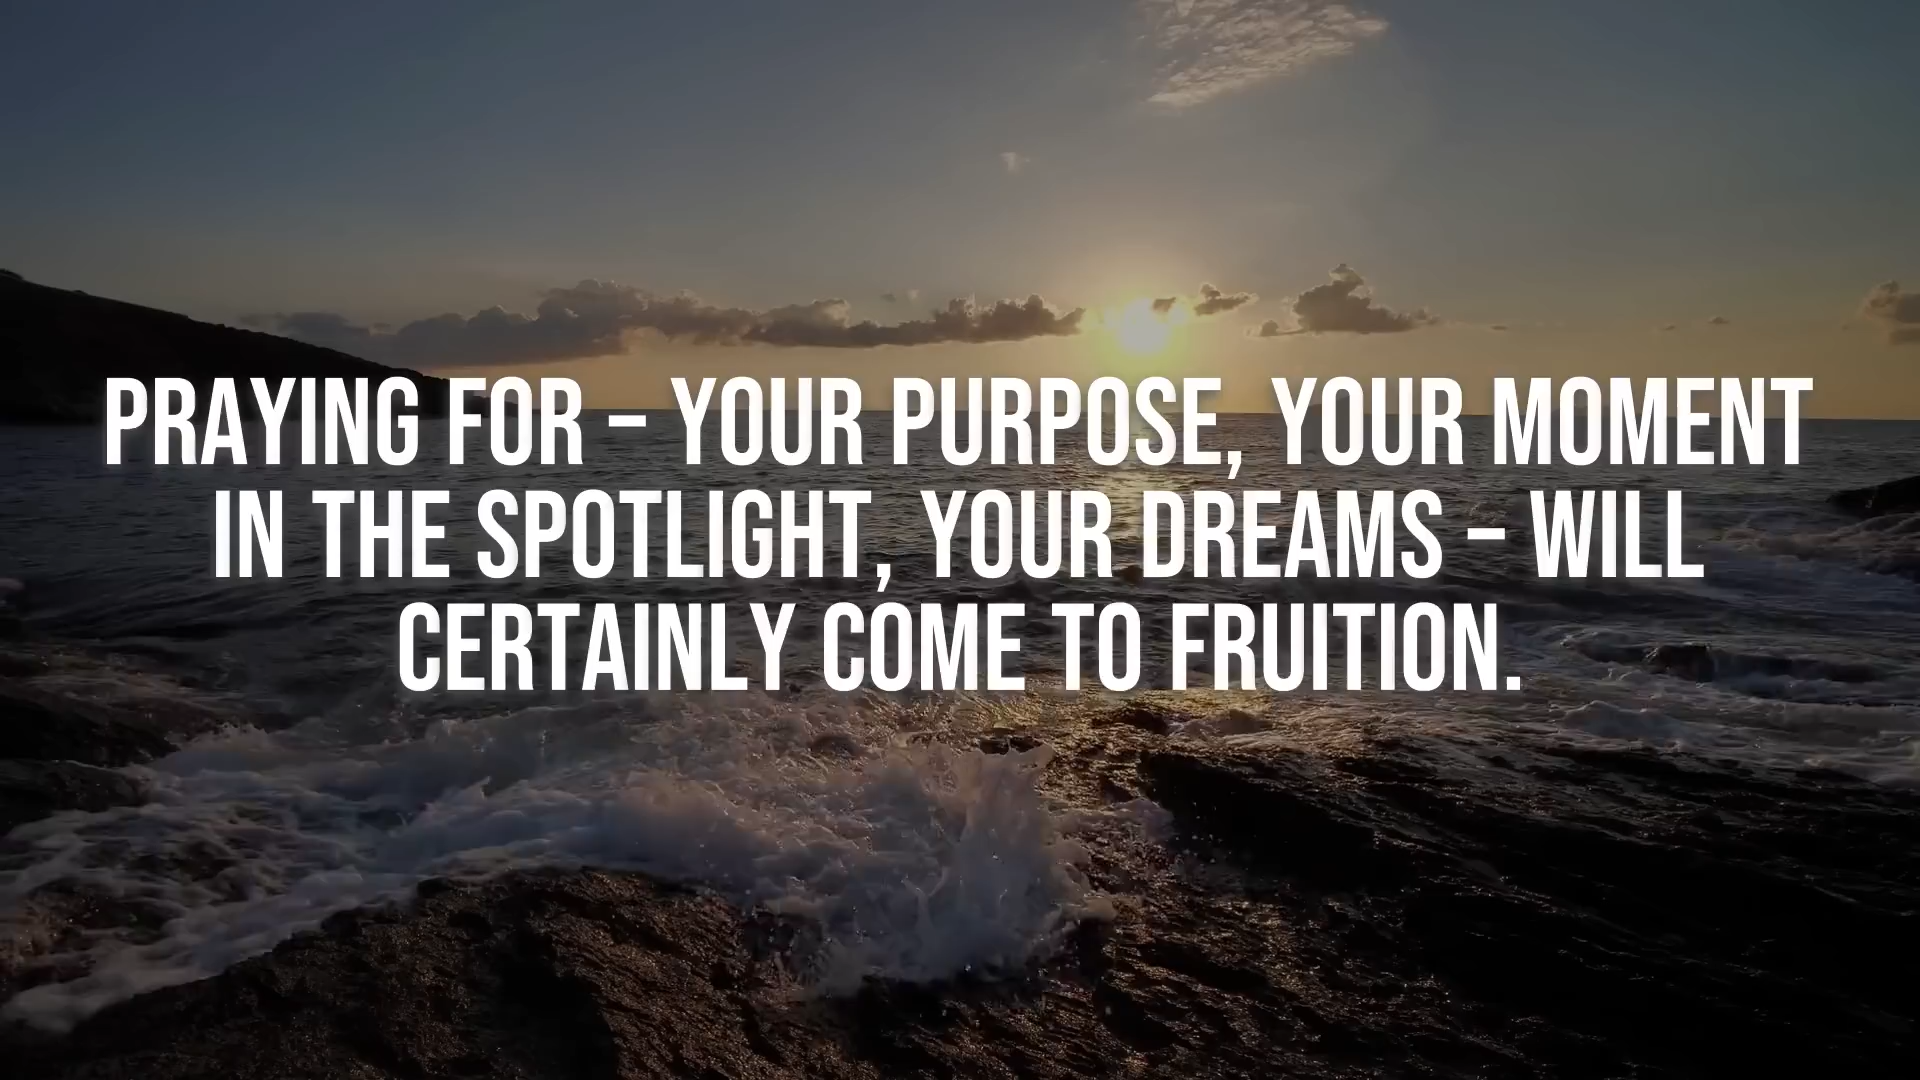 PRAYING FOR – YOUR PURPOSE, YOUR MOMENT
IN THE SPOTLIGHT, YOUR DREAMS – WILL
CERTAINLY COME TO FRUITION.